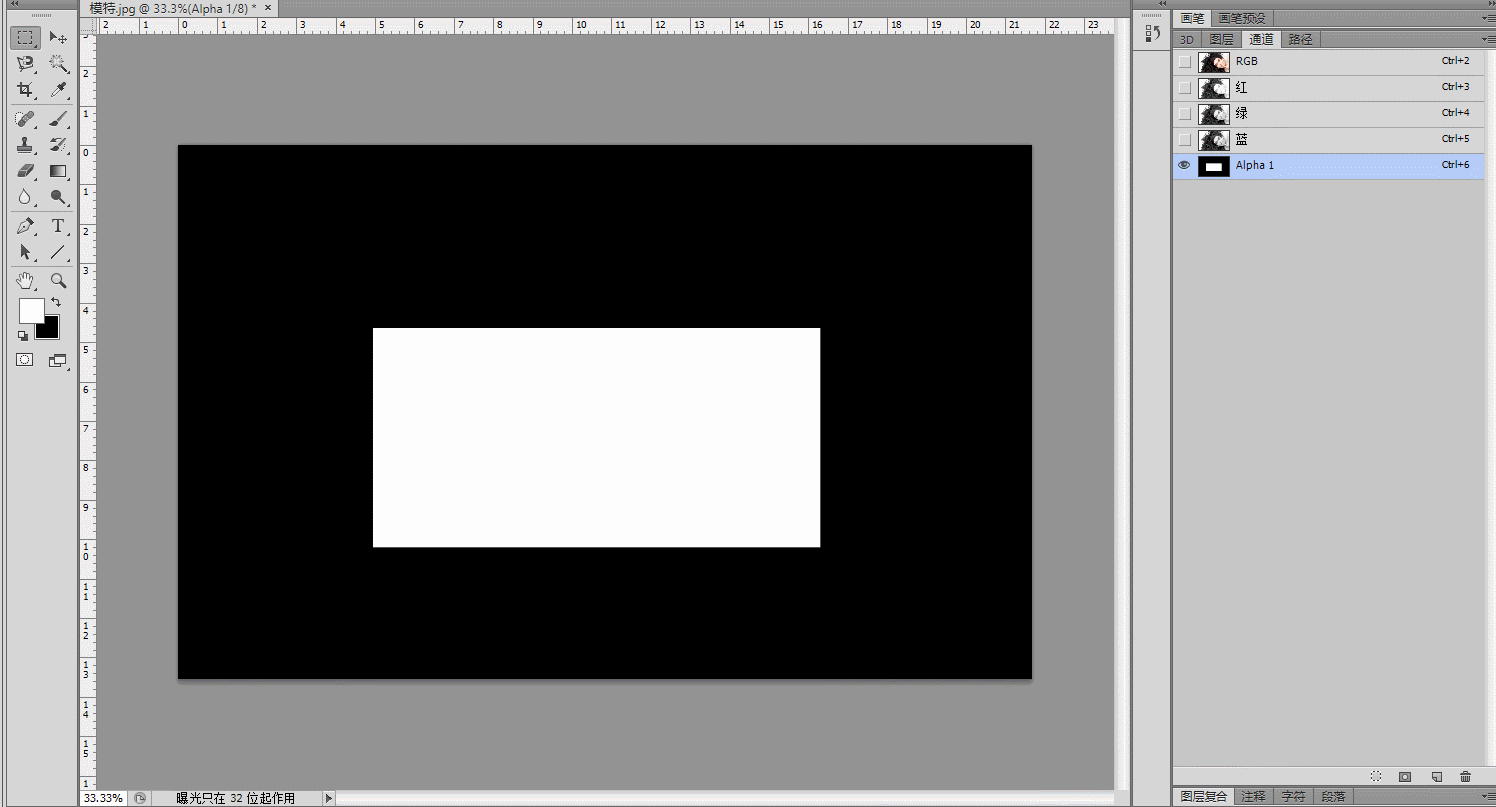 模特.jpg @ 33.3%(Alpha 1/8) * ×
2 1 0 1 2 3 4 5 6 7 8 9 10 11 12 13 14 15 16 17 18 19 20 21 22 23
3
2
1
0
1
2
3
4
5
6
7
8
9
10
11
12
13
14
15
1
T
画笔 画笔预设
3D 图层 通道 路径
RGB Ctrl+2
红 Ctrl+3
绿 Ctrl+4
蓝 Ctrl+5
Alpha 1 Ctrl+6
33.33% 曝光只在 32 位起作用
图层复合 注释 字符 段落